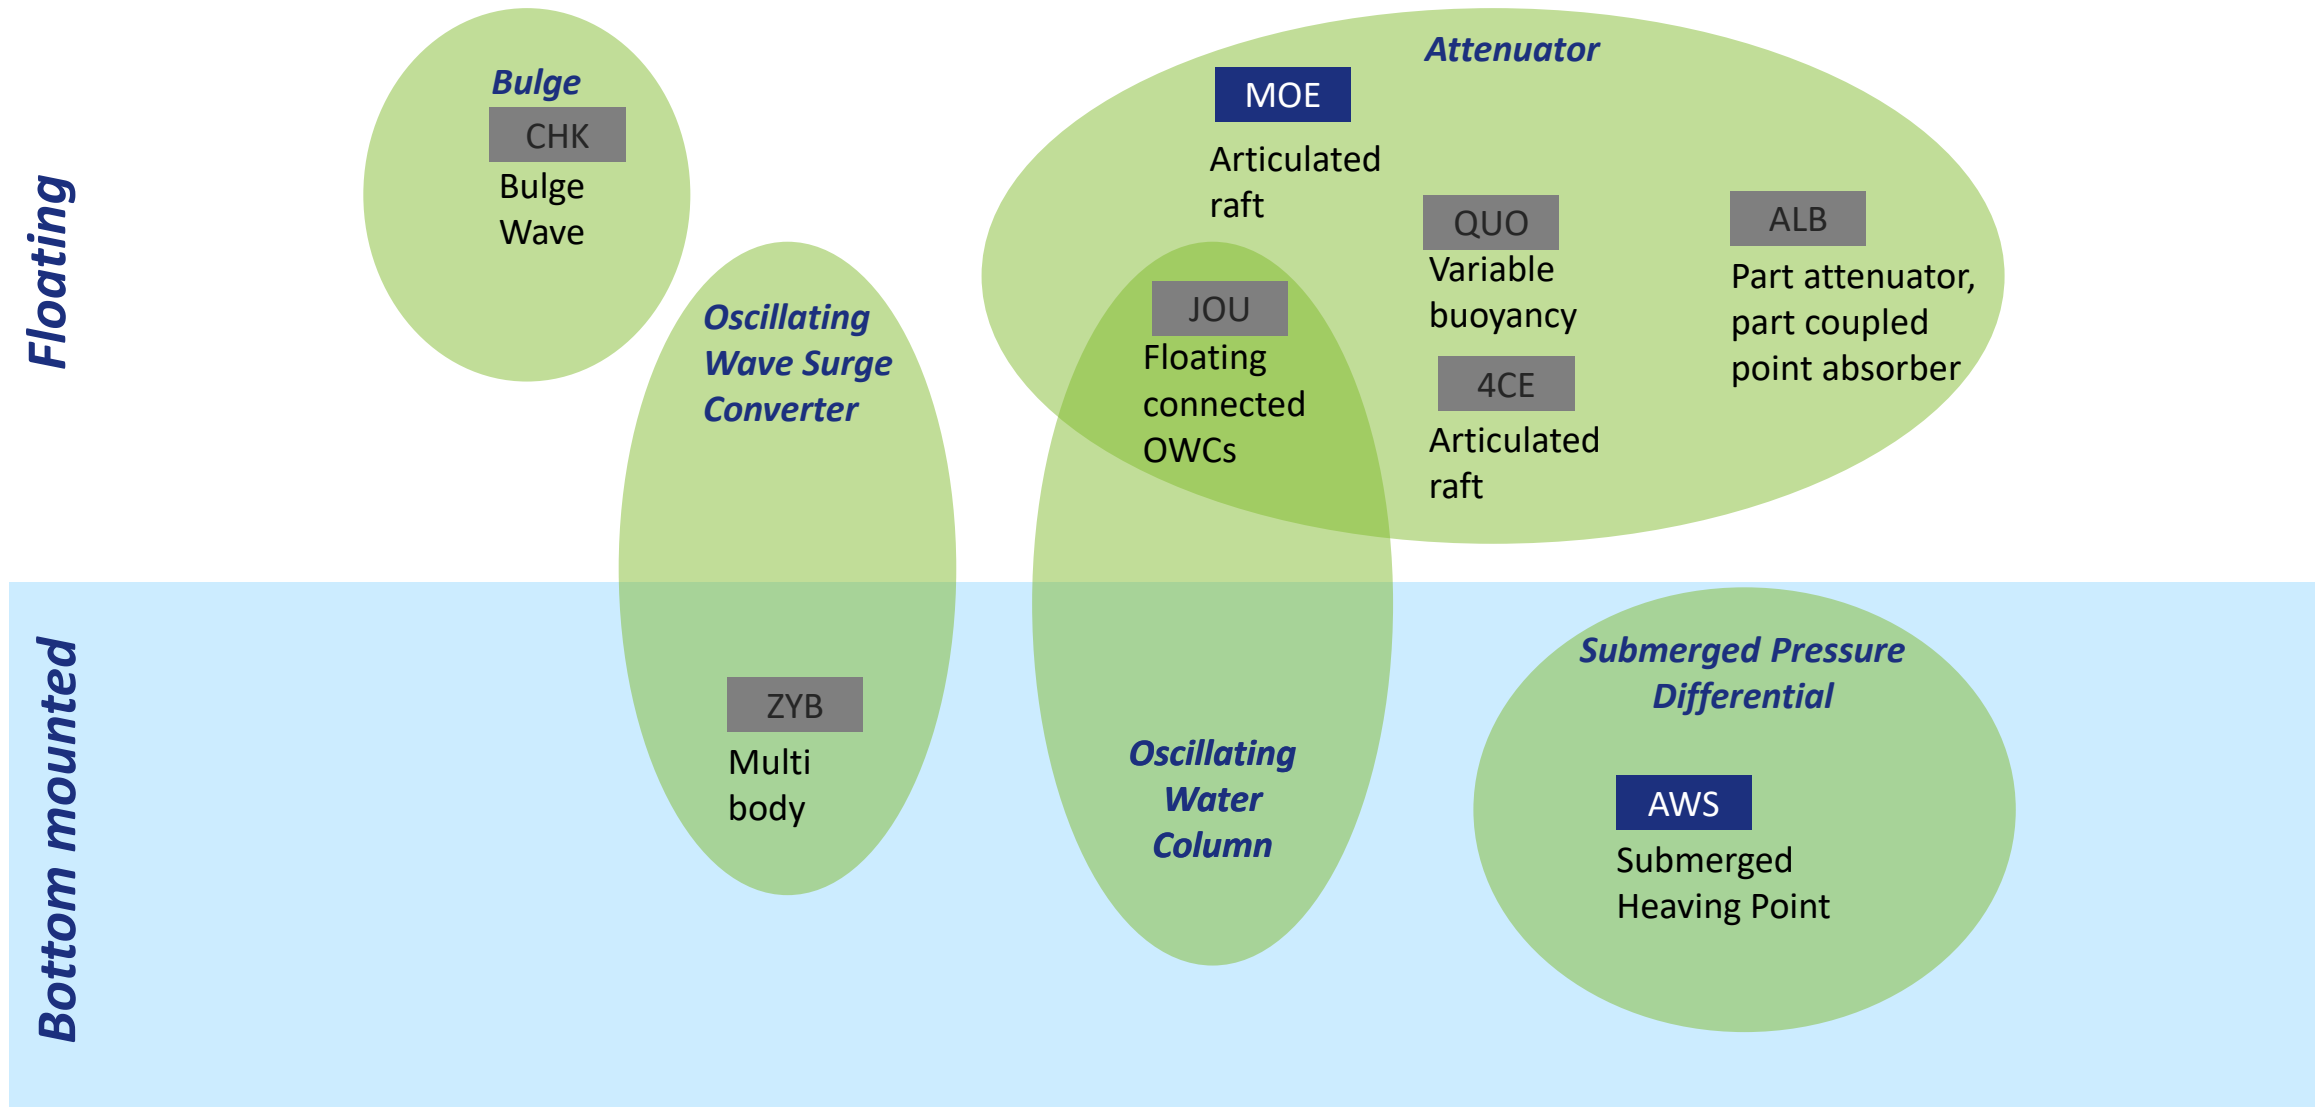 Floating
Bulge
CHK
Bulge
Wave
Oscillating
Wave Surge
Converter
Attenuator
MOE
Articulated
raft
JOU
Floating
connected
OWCs
QUO
Variable
buoyancy
4CE
Articulated
raft
ALB
Part attenuator,
part coupled
point absorber
Bottom mounted
ZYB
Multi
body
Oscillating
Water
Column
Submerged Pressure
Differential
AWS
Submerged
Heaving Point